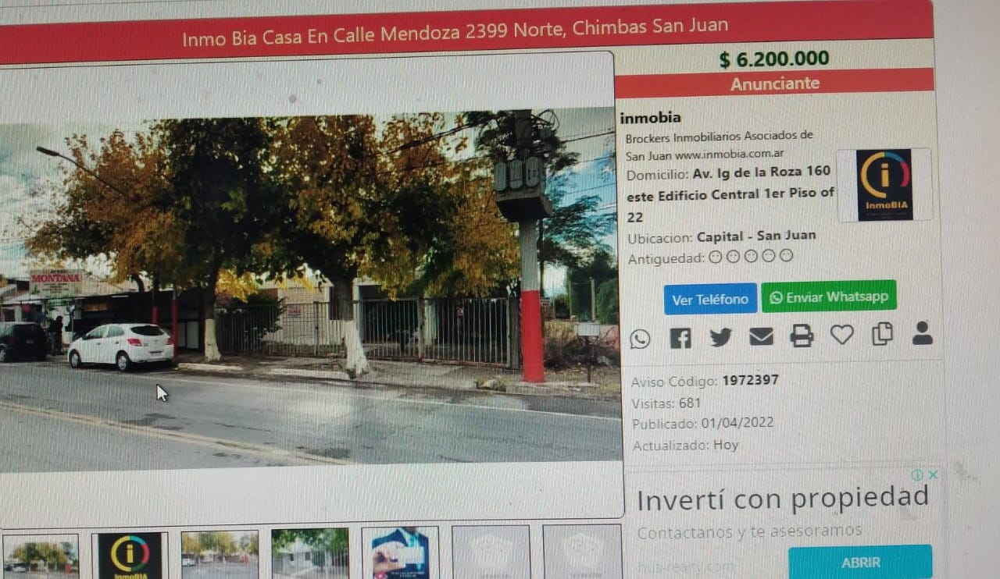 Inmo Bia Casa En Calle Mendoza 2399 Norte, Chimbas San Juan
$ 6.200.000
Anunciante
inmobia
Brockers Inmobiliarios Asociados de
San Juan www.inmobia.com.ar
Domicilio: Av. Ig de la Roza 160
este Edificio Central 1er Piso of
22
Ubicacion: Capital - San Juan
Antiguedad:
InmoBIA
Ver Teléfono
Enviar Whatsapp
MONTANA
Aviso Código: 1972397
Visitas: 681
Publicado: 01/04/2022
Actualizado: Hoy
Invertí con propiedad
Contactanos y te asesoramos
ABRIR
InmoBIA